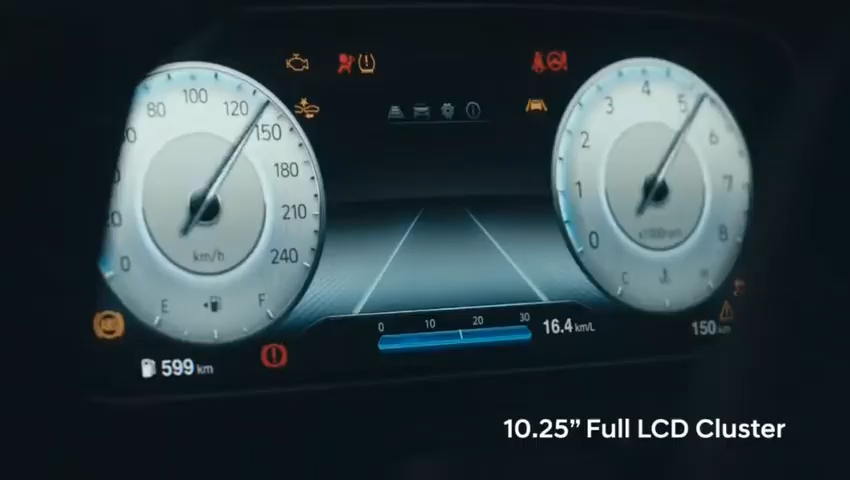 80 100 120 150 180 210 240
0
km/h
E F
599 km
0 10 20 30
16.4 km/L
0 1 2 3 4 5 6 7 8
x1000rpm
C H
150 km
10.25” Full LCD Cluster